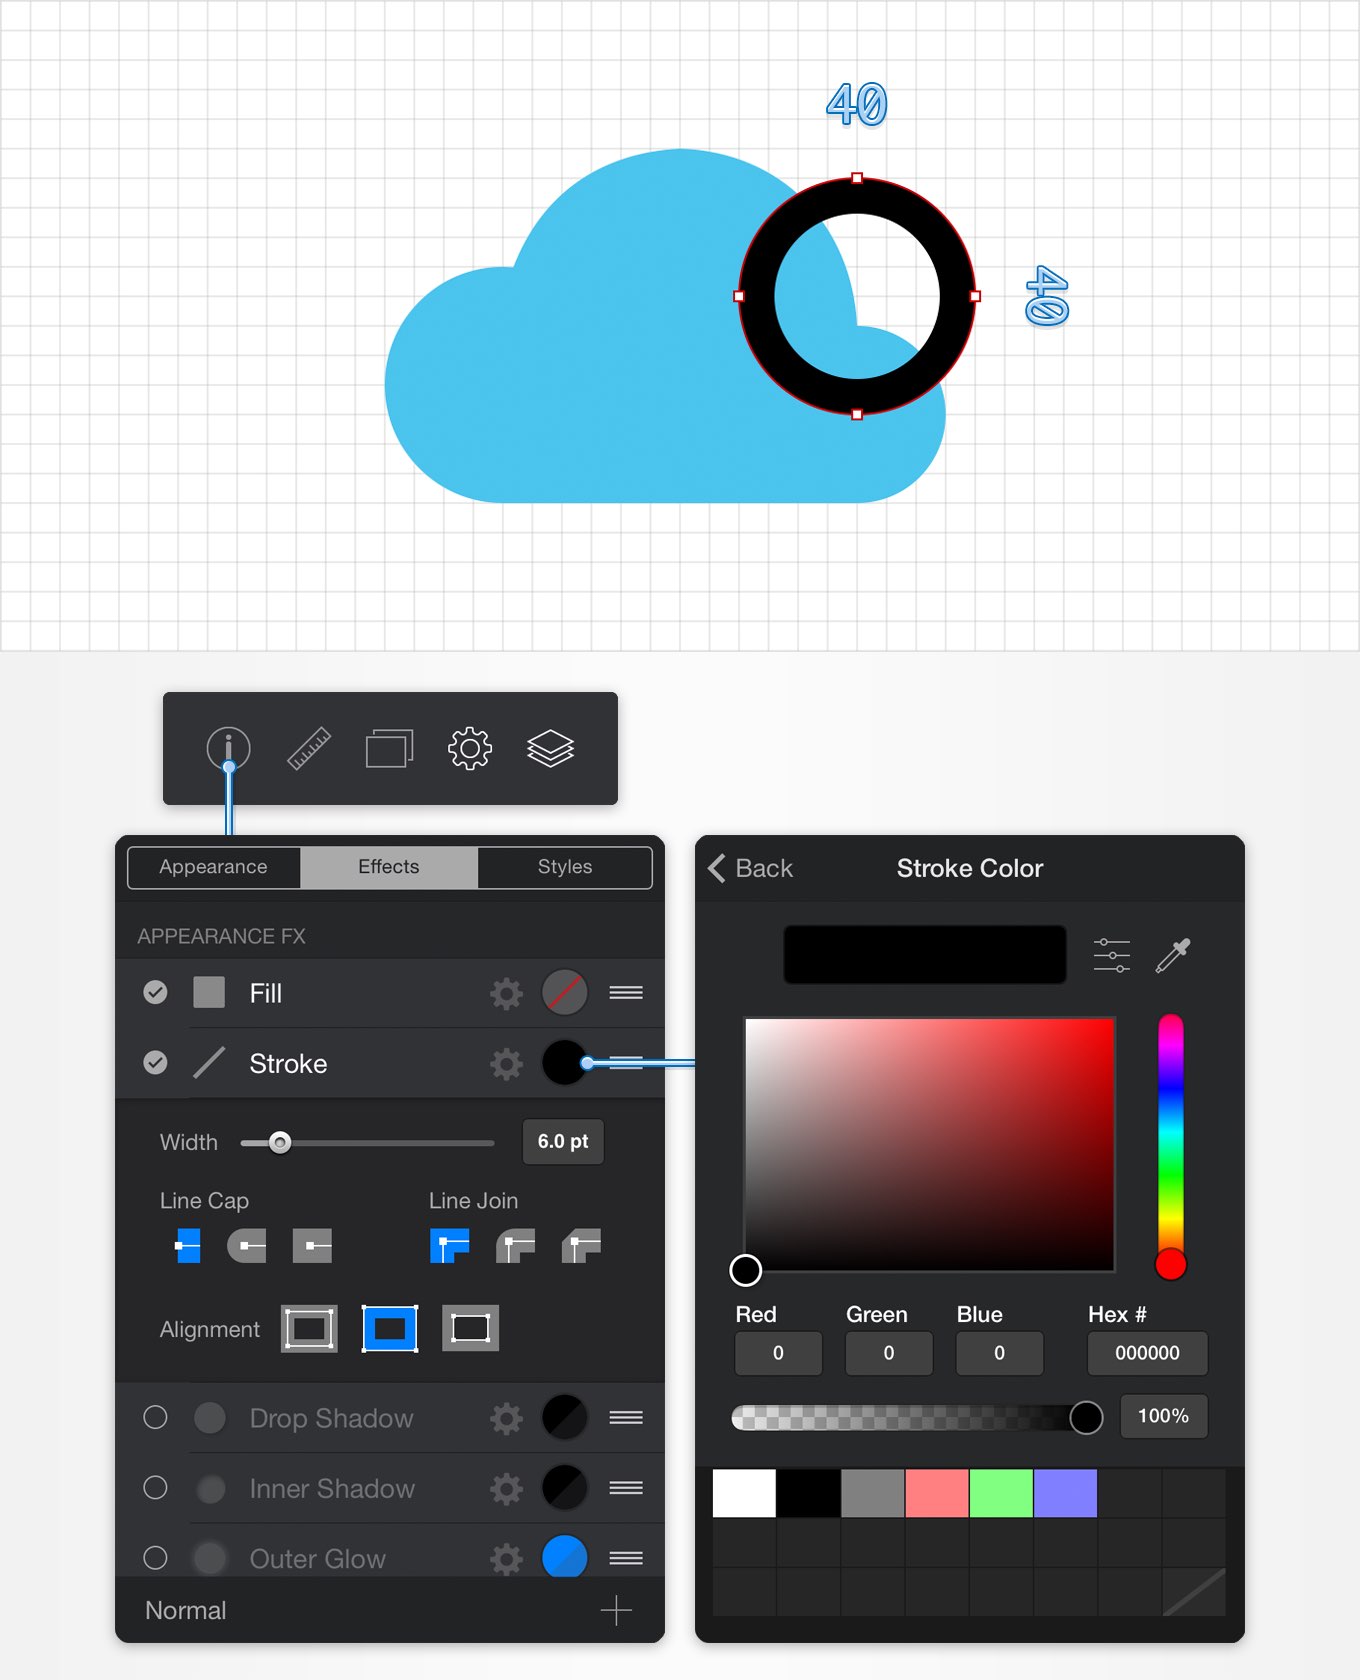 40
40
Appearance Effects Styles
APPEARANCE FX
Fill
Stroke
Width 6.0 pt
Line Cap Line Join
Alignment
Drop Shadow
Inner Shadow
Outer Glow
Normal
Back Stroke Color
Red Green Blue Hex #
0 0 0 000000
100%